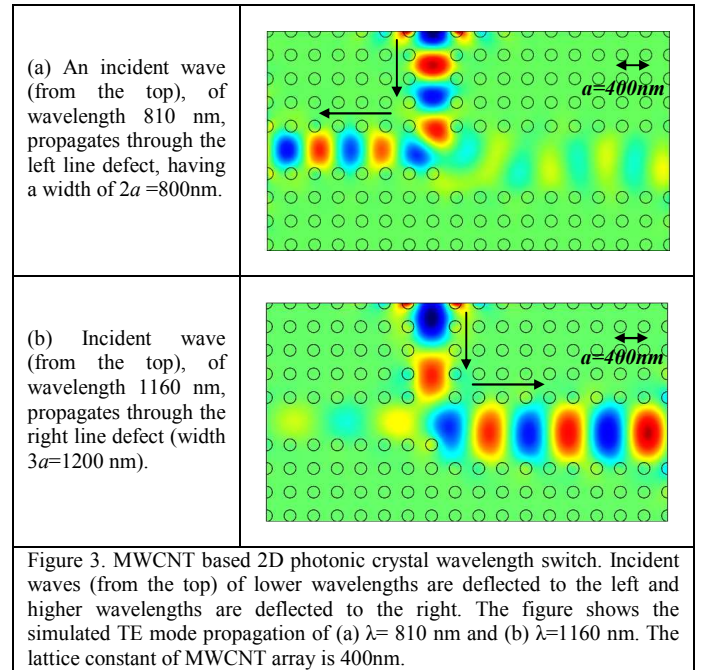 (a) An incident wave
(from the top), of
wavelength 810 nm,
propagates through the
left line defect, having
a width of 2a =800nm.
a=400nm
(b) Incident wave
(from the top), of
wavelength 1160 nm,
propagates through the
right line defect (width
3a=1200 nm).
a=400nm
Figure 3. MWCNT based 2D photonic crystal wavelength switch. Incident
waves (from the top) of lower wavelengths are deflected to the left and
higher wavelengths are deflected to the right. The figure shows the
simulated TE mode propagation of (a) λ= 810 nm and (b) λ=1160 nm. The
lattice constant of MWCNT array is 400nm.